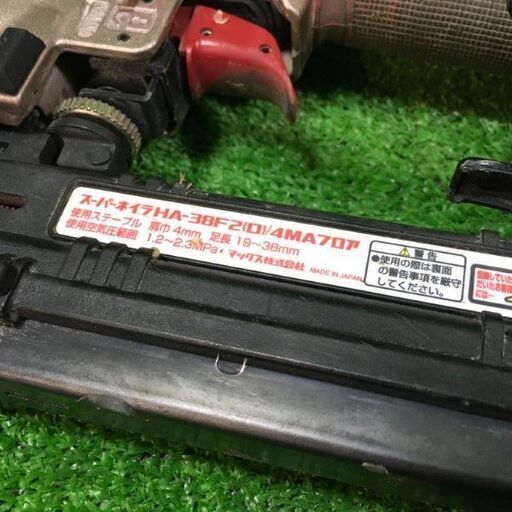 スーパーネイラHA-38F2(D)/4MAフロア
使用ステープル 肩巾 4mm 足長 19～38mm
使用空気圧範囲 1.2～2.3MPa・マックス株式会社
MADE IN JAPAN
警告
●使用の際は裏面
の警告事項を厳守
してください。